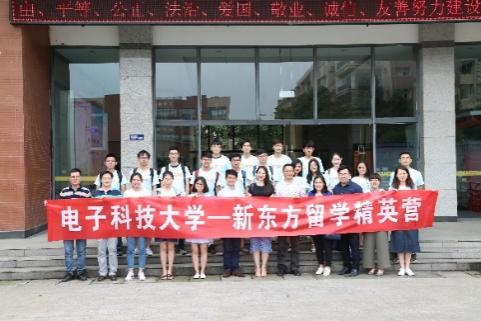 由、平等、公正、法治、爱国、敬业、诚信、友善努力建设
电子科技大学—新东方留学精英营